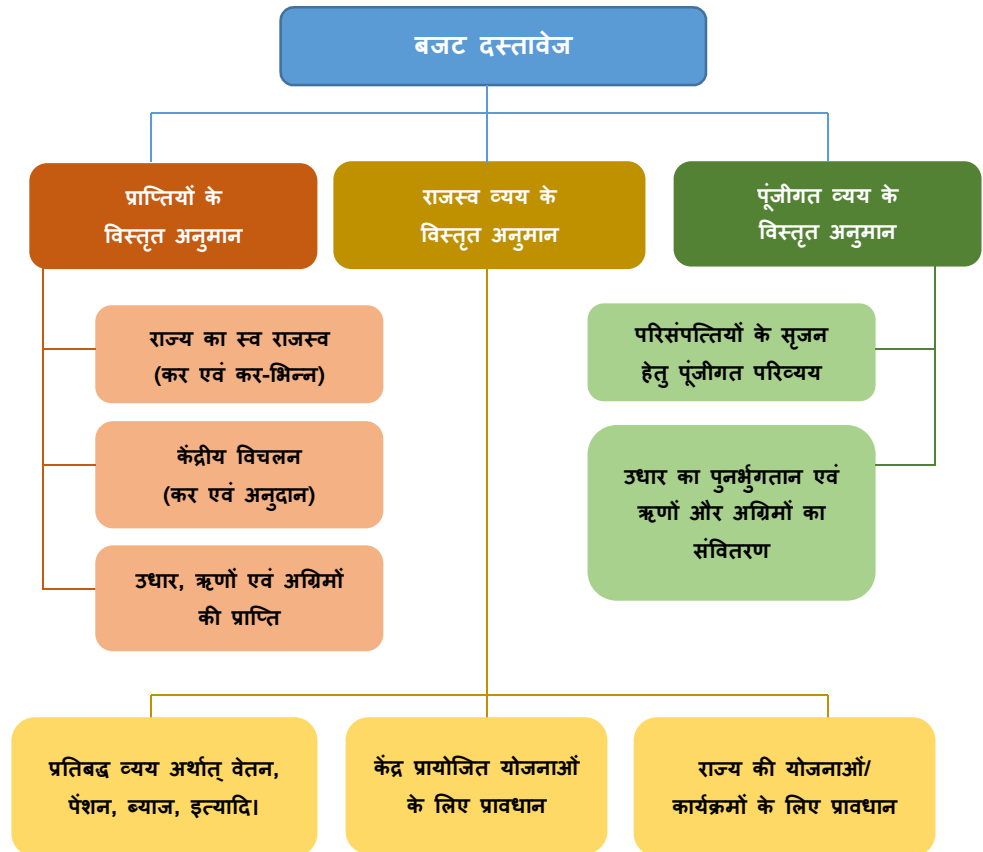 बजट दस्तावेज
प्राप्तियों के
विस्तृत अनुमान
राजस्व व्यय के
विस्तृत अनुमान
पूंजीगत व्यय के
विस्तृत अनुमान
राज्य का स्व राजस्व
(कर एवं कर-भिन्न)
केंद्रीय विचलन
(कर एवं अनुदान)
उधार, ऋणों एवं अग्रिमों
की प्राप्ति
परिसंपत्तियों के सृजन
हेतु पूंजीगत परिव्यय
उधार का पुनर्भुगतान एवं
ऋणों और अग्रिमों का
संवितरण
प्रतिबद्ध व्यय अर्थात् वेतन,
पेंशन, ब्याज, इत्यादि।
केंद्र प्रायोजित योजनाओं
के लिए प्रावधान
राज्य की योजनाओं/
कार्यक्रमों के लिए प्रावधान